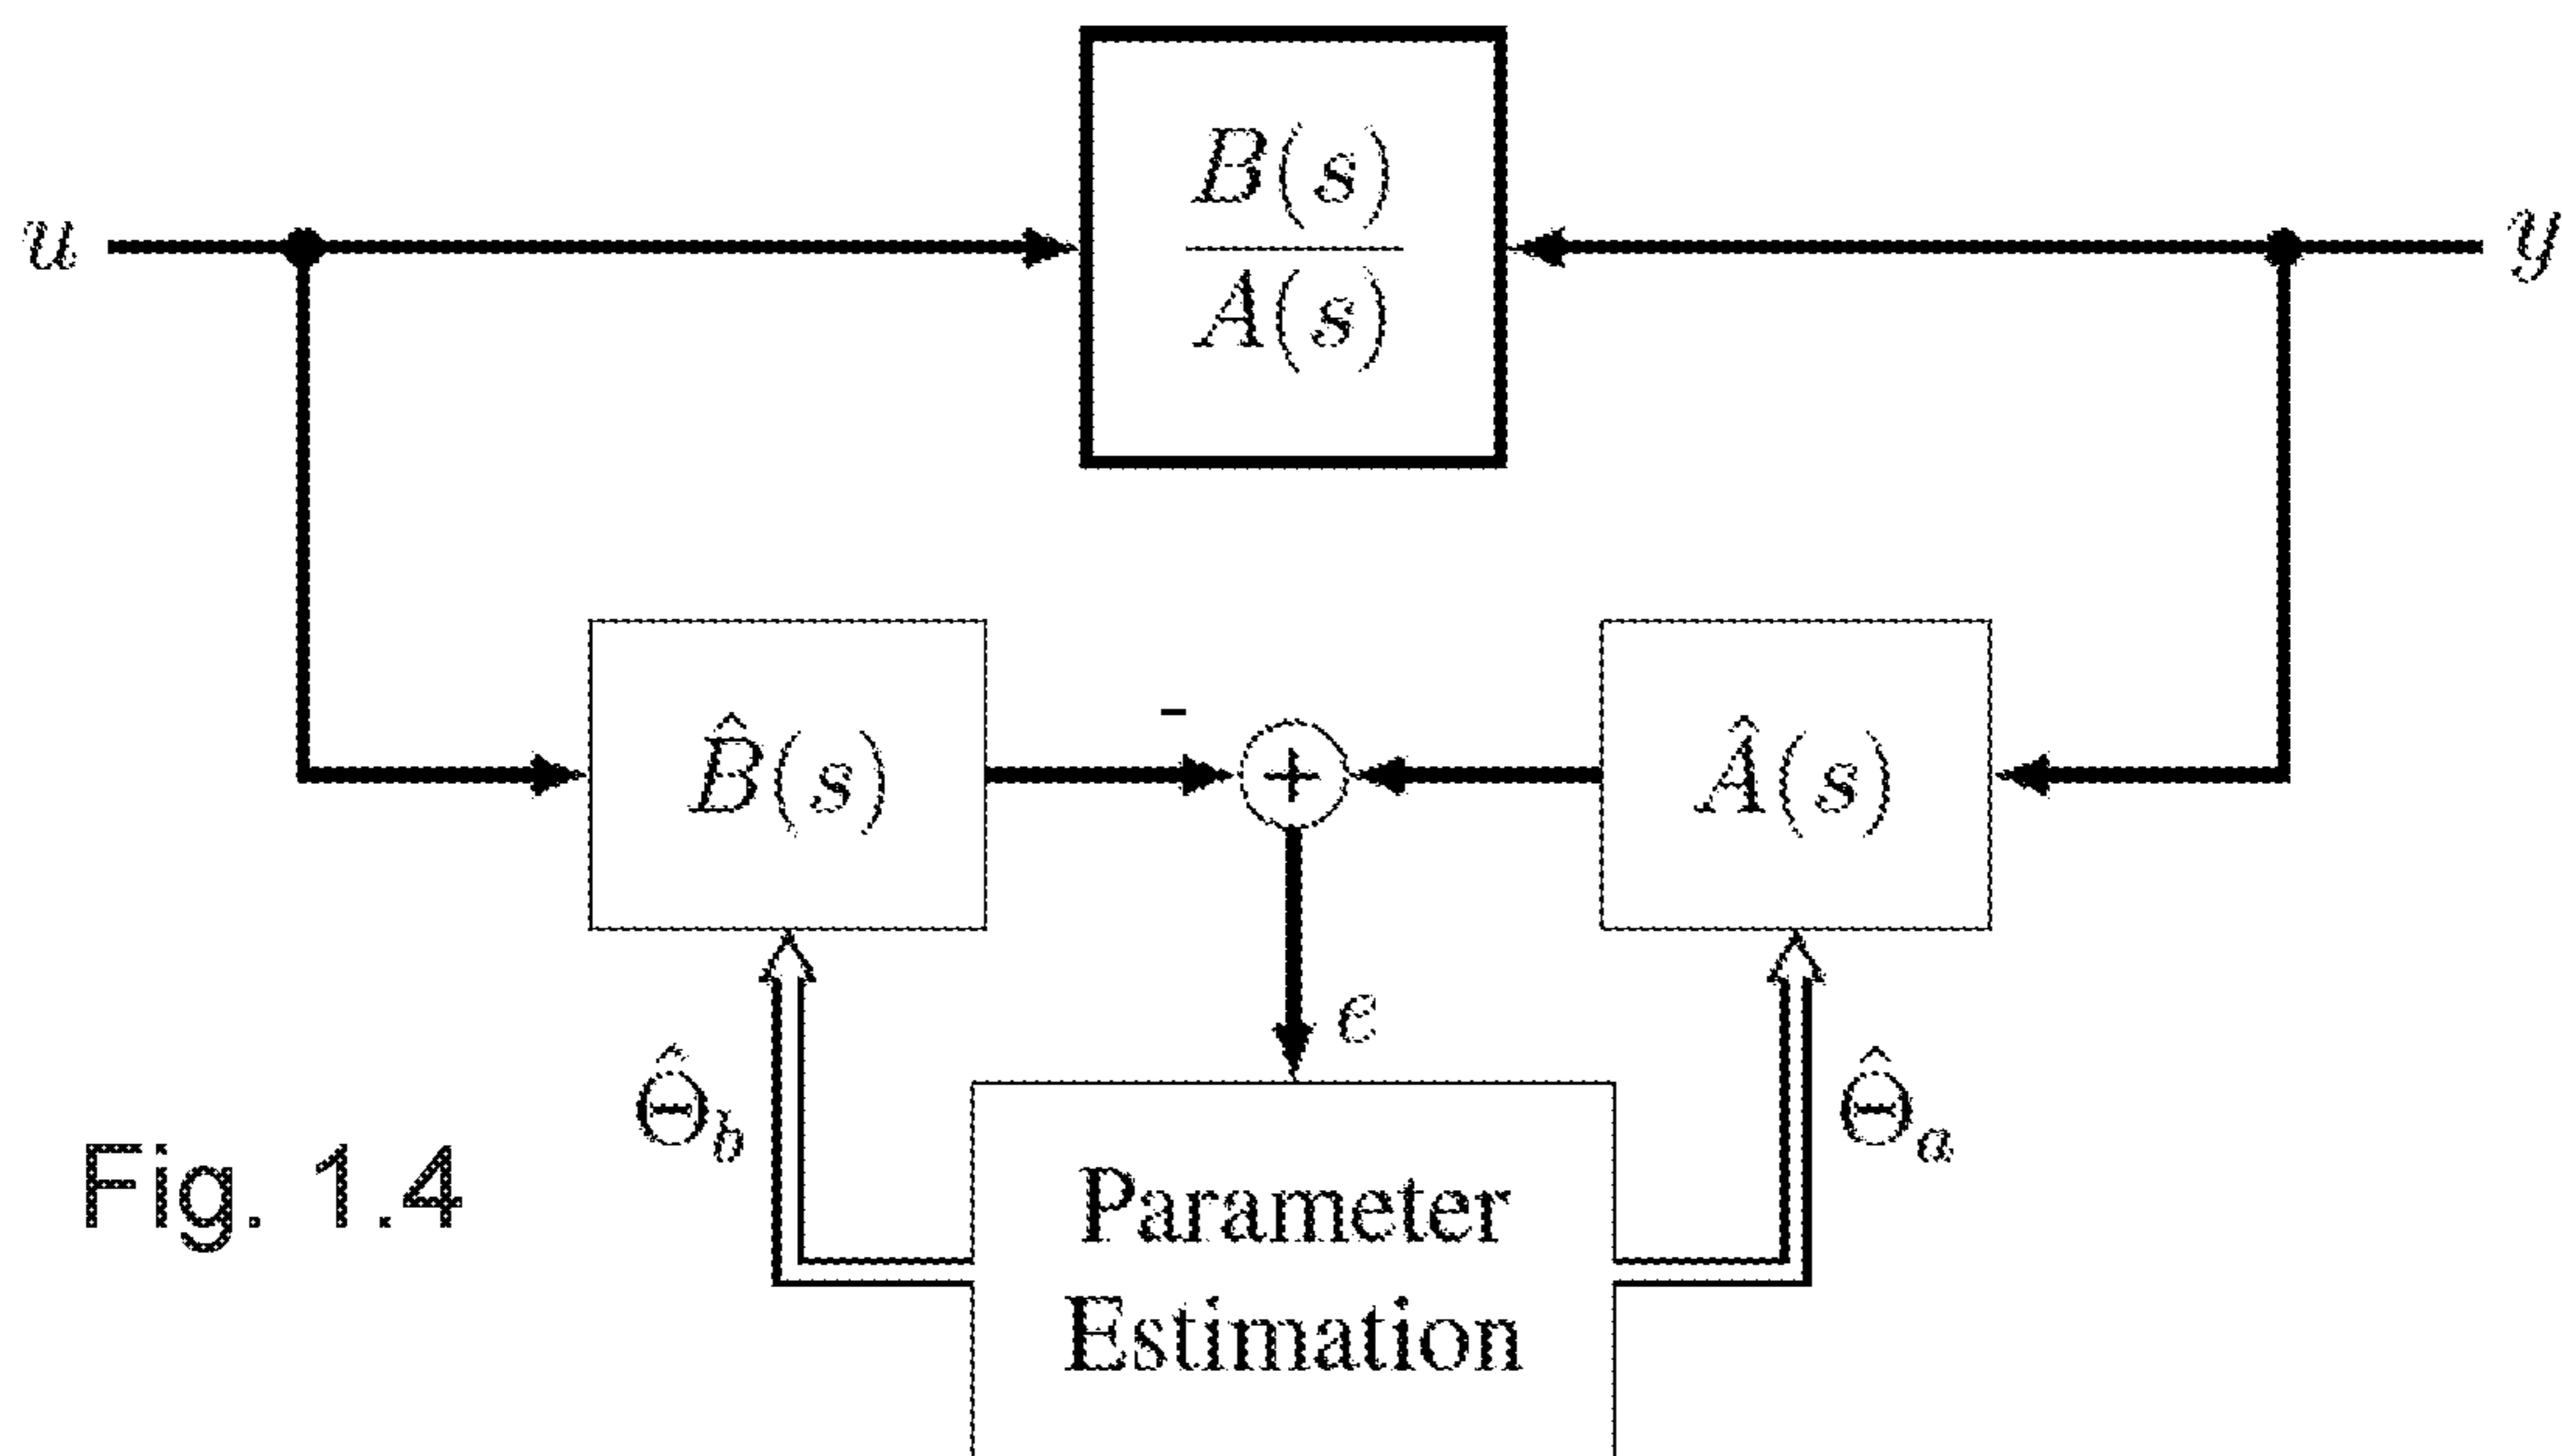 B(s)
A(s)
u
y
-
B̂(s)
+
Â(s)
e
Θ̂b
Θ̂a
Fig. 1.4
Parameter
Estimation